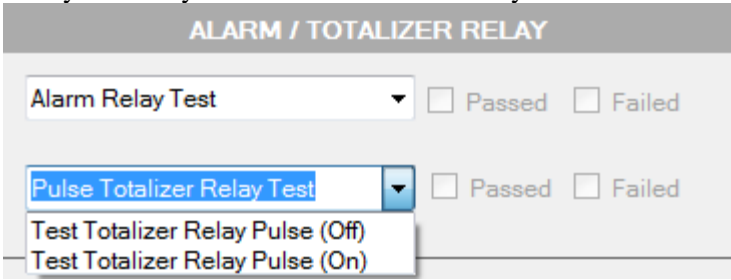 ALARM / TOTALIZER RELAY
Alarm Relay Test Passed Failed
Pulse Totalizer Relay Test Passed Failed
Test Totalizer Relay Pulse (Off)
Test Totalizer Relay Pulse (On)